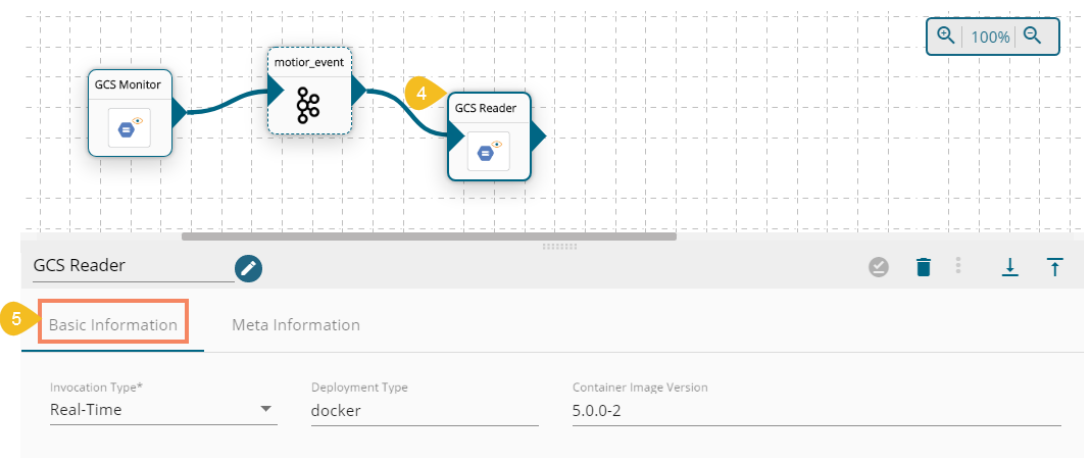 100%
motior_event
GCS Monitor
4
GCS Reader
GCS Reader
5
Basic Information
Meta Information
Invocation Type*
Deployment Type
Container Image Version
Real-Time
docker
5.0.0-2